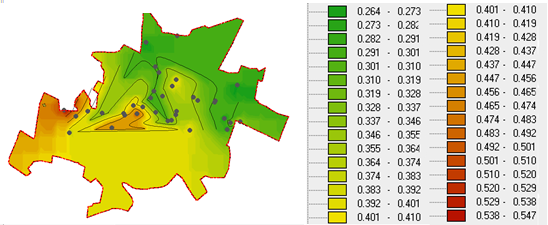 0.264 - 0.273
0.273 - 0.282
0.282 - 0.291
0.291 - 0.301
0.301 - 0.310
0.310 - 0.319
0.319 - 0.328
0.328 - 0.337
0.337 - 0.346
0.346 - 0.355
0.355 - 0.364
0.364 - 0.374
0.374 - 0.383
0.383 - 0.392
0.392 - 0.401
0.401 - 0.410
0.401 - 0.410
0.410 - 0.419
0.419 - 0.428
0.428 - 0.437
0.437 - 0.447
0.447 - 0.456
0.456 - 0.465
0.465 - 0.474
0.474 - 0.483
0.483 - 0.492
0.492 - 0.501
0.501 - 0.510
0.510 - 0.520
0.520 - 0.529
0.529 - 0.538
0.538 - 0.547